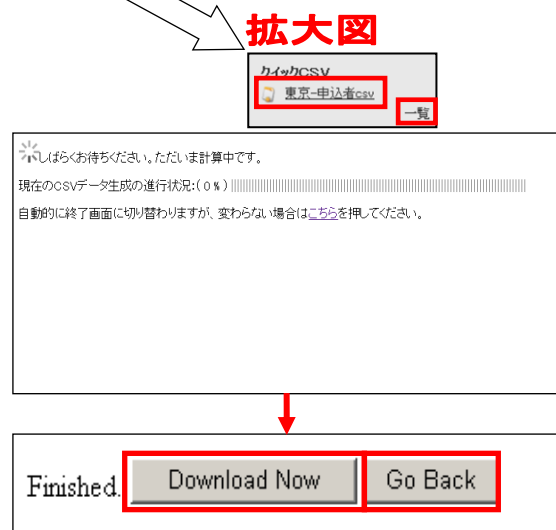 拡大図
クイックCSV
東京-申込者csv
一覧
しばらくお待ちください。ただいま計算中です。
現在のCSVデータ生成の進行状況:(0%)||||||||||||||||||||||||||||||||||||||||||||||||||||||||||||||||||||||||||||||||||||||||||||||||||||
自動的に終了画面に切り替わりますが、変わらない場合はこちらを押してください。
Finished. Download Now Go Back